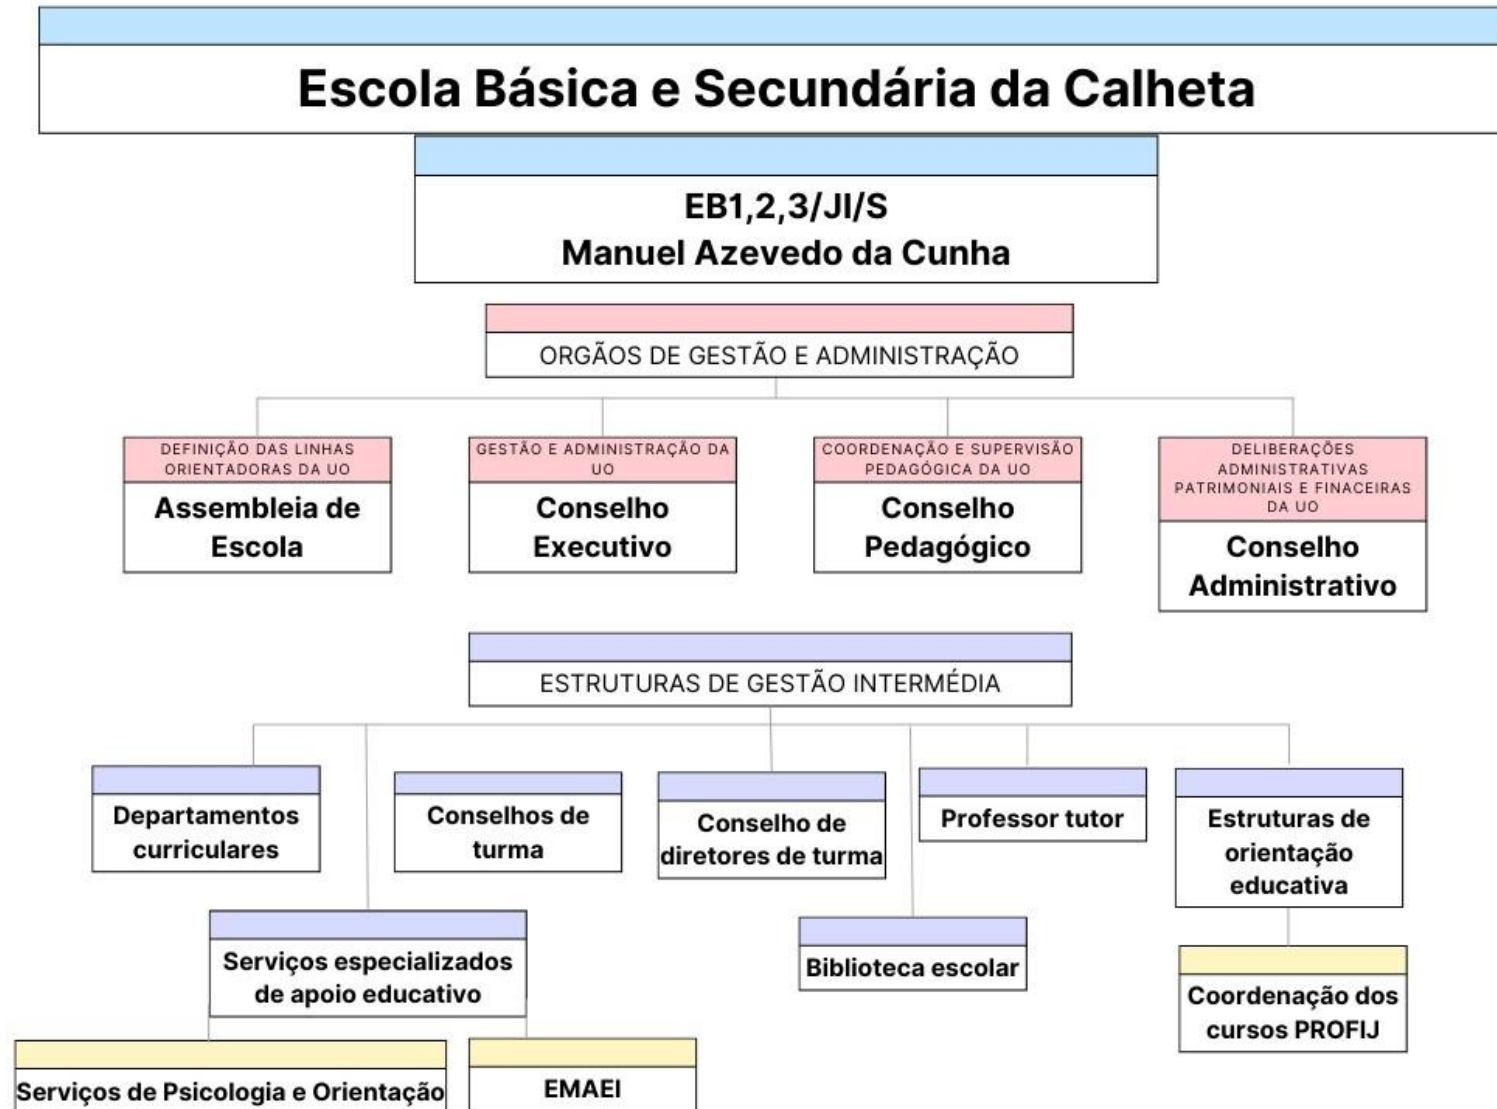 Escola Básica e Secundária da Calheta
EB1,2,3/JI/S
Manuel Azevedo da Cunha
ORGÃOS DE GESTÃO E ADMINISTRAÇÃO
DEFINIÇÃO DAS LINHAS
ORIENTADORAS DA UO
Assembleia de
Escola
GESTÃO E ADMINISTRAÇÃO DA
UO
Conselho
Executivo
COORDENAÇÃO E SUPERVISÃO
PEDAGÓGICA DA UO
Conselho
Pedagógico
DELIBERAÇÕES
ADMINISTRATIVAS
PATRIMONIAIS E FINACEIRAS
DA UO
Conselho
Administrativo
ESTRUTURAS DE GESTÃO INTERMÉDIA
Departamentos
curriculares
Conselhos de
turma
Conselho de
diretores de turma
Professor tutor
Estruturas de
orientação
educativa
Serviços especializados
de apoio educativo
Biblioteca escolar
Coordenação dos
cursos PROFIJ
Serviços de Psicologia e Orientação
EMAEI